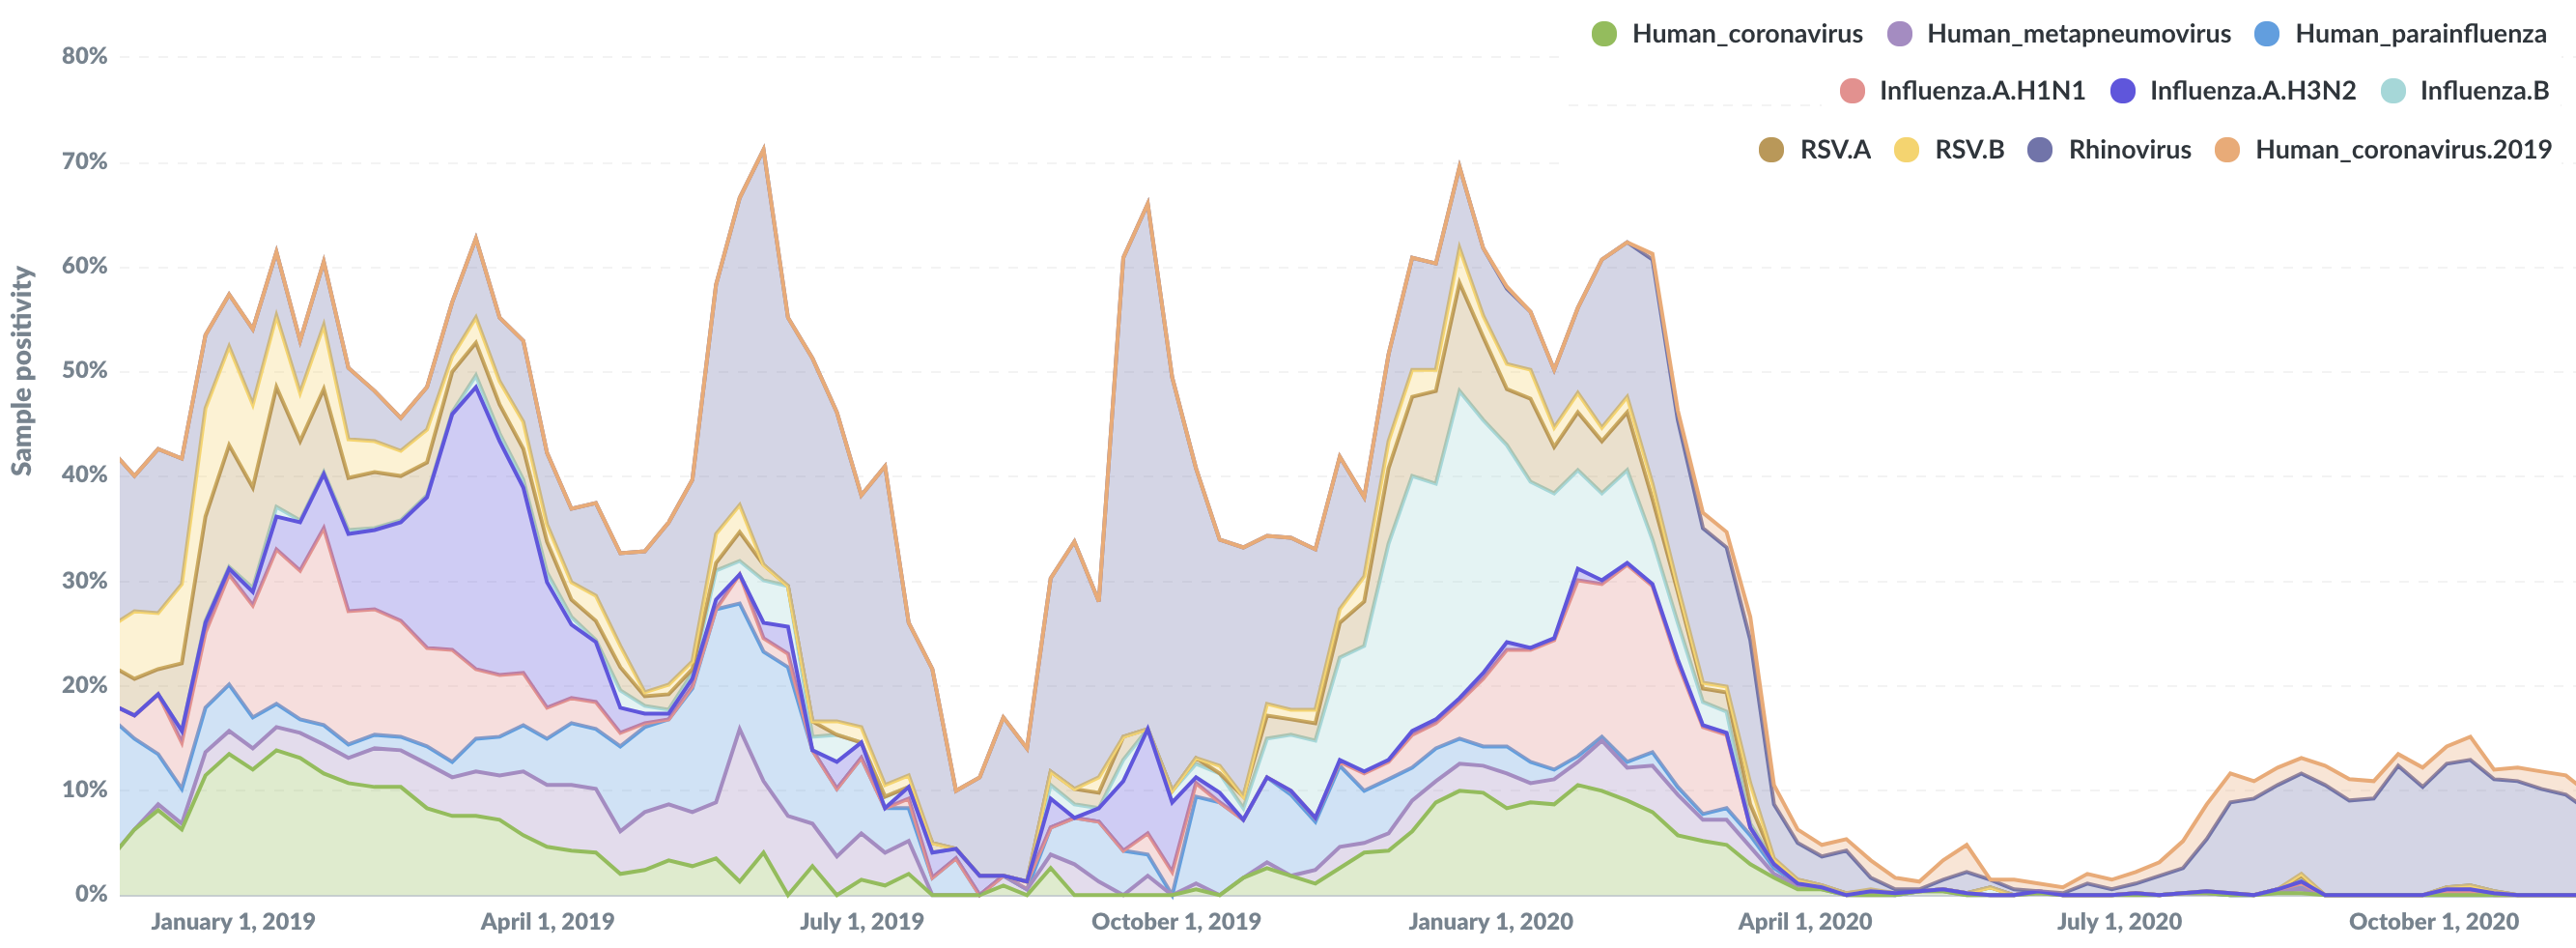 Human_coronavirus Human_metapneumovirus Human_parainfluenza
Influenza.A.H1N1 Influenza.A.H3N2 Influenza.B
RSV.A RSV.B Rhinovirus Human_coronavirus.2019
Sample positivity
80%
70%
60%
50%
40%
30%
20%
10%
0%
January 1, 2019 April 1, 2019 July 1, 2019 October 1, 2019 January 1, 2020 April 1, 2020 July 1, 2020 October 1, 2020